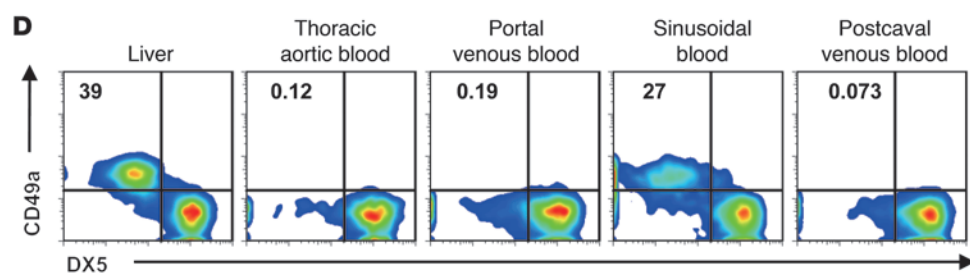 D
Liver
Thoracic
aortic blood
Portal
venous blood
Sinusoidal
blood
Postcaval
venous blood
39
0.12
0.19
27
0.073
CD49a
DX5